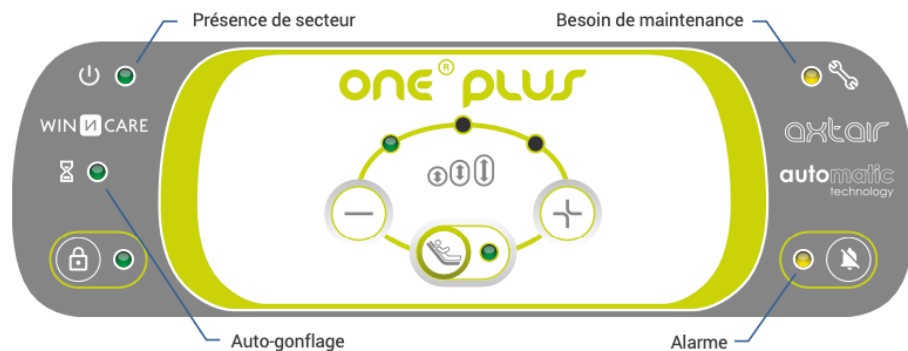 Présence de secteur
Besoin de maintenance
one® plus
WIN CARE
axtair
automatic
technology
Auto-gonflage
Alarme